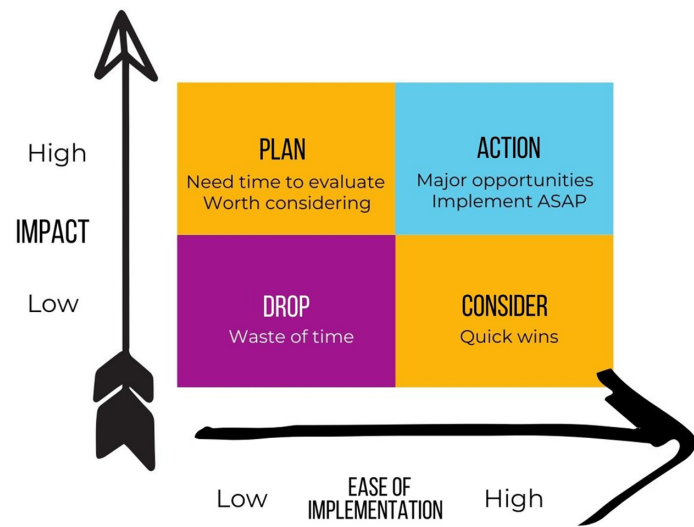 High
IMPACT
Low
PLAN
Need time to evaluate
Worth considering
ACTION
Major opportunities
Implement ASAP
DROP
Waste of time
CONSIDER
Quick wins
Low
EASE OF
IMPLEMENTATION
High